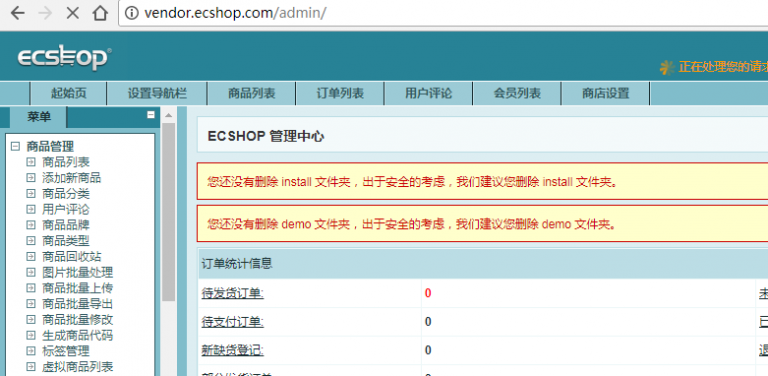 vendor.ecshop.com/admin/
ECSHOP
正在处理您的请求
起始页 设置导航栏 商品列表 订单列表 用户评论 会员列表 商店设置
菜单
商品管理
商品列表
添加新商品
商品分类
用户评论
商品品牌
商品类型
商品回收站
图片批量处理
商品批量上传
商品批量导出
商品批量修改
生成商品代码
标签管理
虚拟商品列表
ECSHOP 管理中心
您还没有删除 install 文件夹，出于安全的考虑，我们建议您删除 install 文件夹。
您还没有删除 demo 文件夹，出于安全的考虑，我们建议您删除 demo 文件夹。
订单统计信息
待发货订单: 0 未
待支付订单: 0 已
新缺货登记: 0 退